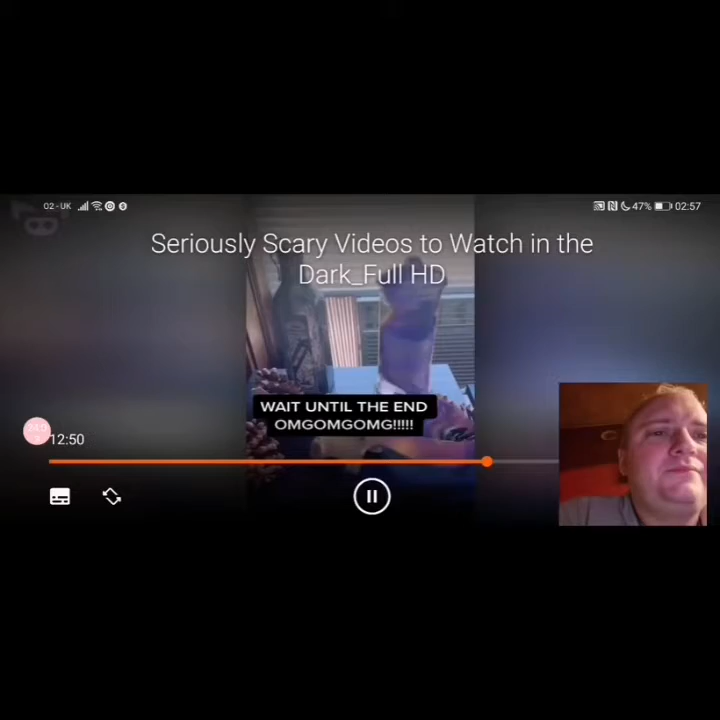 O2-UK
47% 02:57
Seriously Scary Videos to Watch in the
Dark_Full HD
WAIT UNTIL THE END
OMGOMGOMG!!!!!
12:50